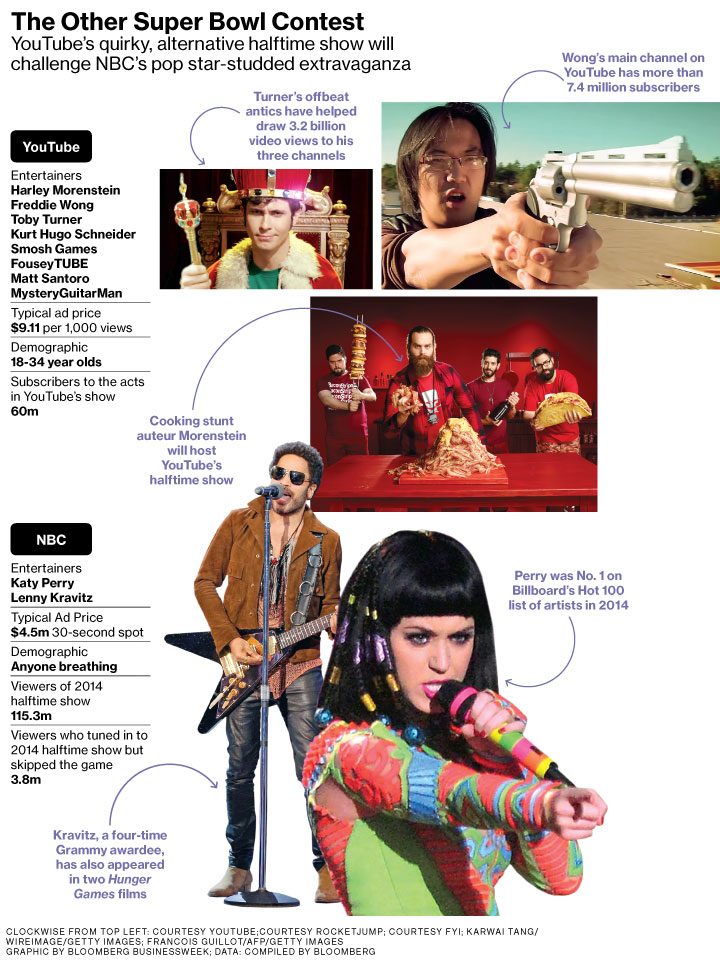 The Other Super Bowl Contest
YouTube's quirky, alternative halftime show will
challenge NBC's pop star-studded extravaganza
Wong's main channel on
YouTube has more than
7.4 million subscribers
Turner's offbeat
antics have helped
draw 3.2 billion
video views to his
three channels
YouTube
Entertainers
Harley Morenstein
Freddie Wong
Toby Turner
Kurt Hugo Schneider
Smosh Games
FouseyTUBE
Matt Santoro
MysteryGuitarMan
Typical ad price
$9.11 per 1,000 views
Demographic
18-34 year olds
Subscribers to the acts
in YouTube's show
60m
Cooking stunt
auteur Morenstein
will host
YouTube's
halftime show
NBC
Entertainers
Katy Perry
Lenny Kravitz
Typical Ad Price
$4.5m 30-second spot
Demographic
Anyone breathing
Viewers of 2014
halftime show
115.3m
Viewers who tuned in to
2014 halftime show but
skipped the game
3.8m
Perry was No. 1 on
Billboard's Hot 100
list of artists in 2014
Kravitz, a four-time
Grammy awardee,
has also appeared
in two Hunger
Games films
CLOCKWISE FROM TOP LEFT: COURTESY YOUTUBE;COURTESY ROCKETJUMP; COURTESY FYI; KARWAI TANG/
WIREIMAGE/GETTY IMAGES; FRANCOIS GUILLOT/AFP/GETTY IMAGES
GRAPHIC BY BLOOMBERG BUSINESSWEEK; DATA: COMPILED BY BLOOMBERG